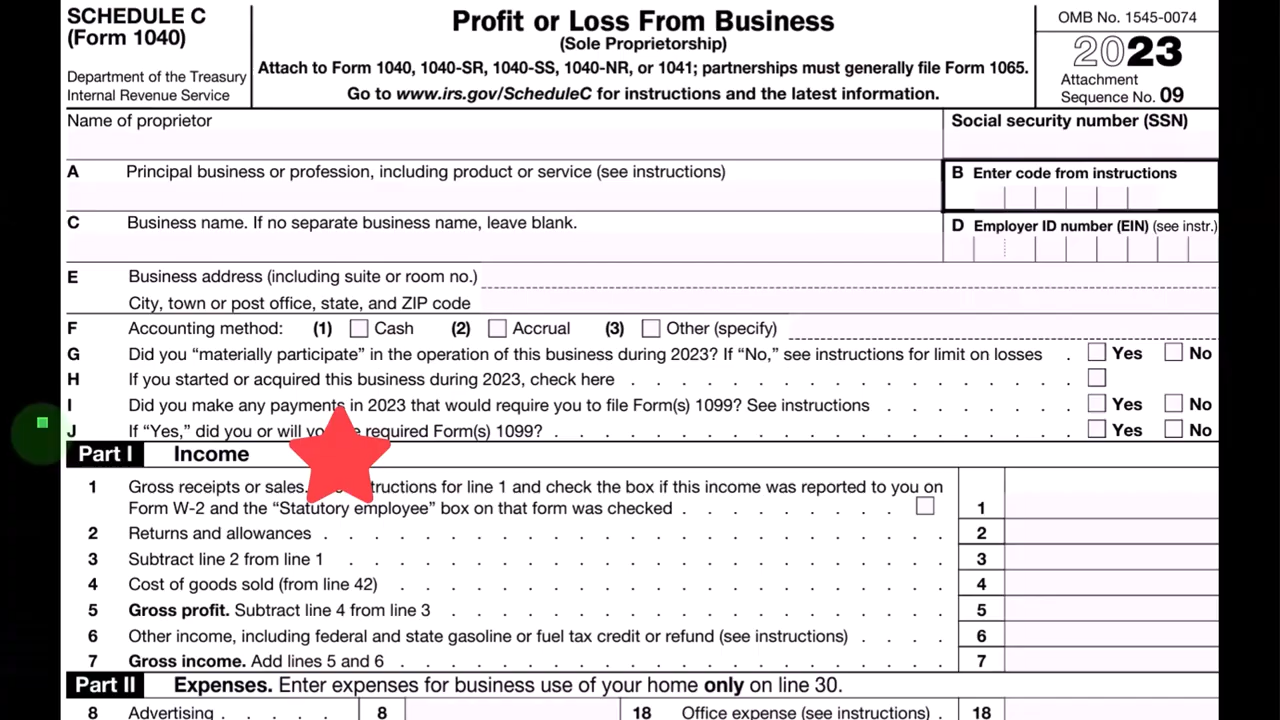 SCHEDULE C
(Form 1040)
Department of the Treasury
Internal Revenue Service
Profit or Loss From Business
(Sole Proprietorship)
Attach to Form 1040, 1040-SR, 1040-SS, 1040-NR, or 1041; partnerships must generally file Form 1065.
Go to www.irs.gov/ScheduleC for instructions and the latest information.
OMB No. 1545-0074
2023
Attachment
Sequence No. 09
Name of proprietor
Social security number (SSN)
A Principal business or profession, including product or service (see instructions)
B Enter code from instructions
C Business name. If no separate business name, leave blank.
D Employer ID number (EIN) (see instr.)
E Business address (including suite or room no.)
City, town or post office, state, and ZIP code
F Accounting method: (1) Cash (2) Accrual (3) Other (specify)
G Did you “materially participate” in the operation of this business during 2023? If “No,” see instructions for limit on losses . Yes No
H If you started or acquired this business during 2023, check here
I Did you make any payments in 2023 that would require you to file Form(s) 1099? See instructions Yes No
J If “Yes,” did you or will required Form(s) 1099? Yes No
Part I Income
1 Gross receipts or sales. for line 1 and check the box if this income was reported to you on
Form W-2 and the “Statutory employee” box on that form was checked 1
2 Returns and allowances 2
3 Subtract line 2 from line 1 3
4 Cost of goods sold (from line 42) 4
5 Gross profit. Subtract line 4 from line 3 5
6 Other income, including federal and state gasoline or fuel tax credit or refund (see instructions) 6
7 Gross income. Add lines 5 and 6 7
Part II Expenses. Enter expenses for business use of your home only on line 30.
8 Advertising 8 18 Office expense (see instructions) 18